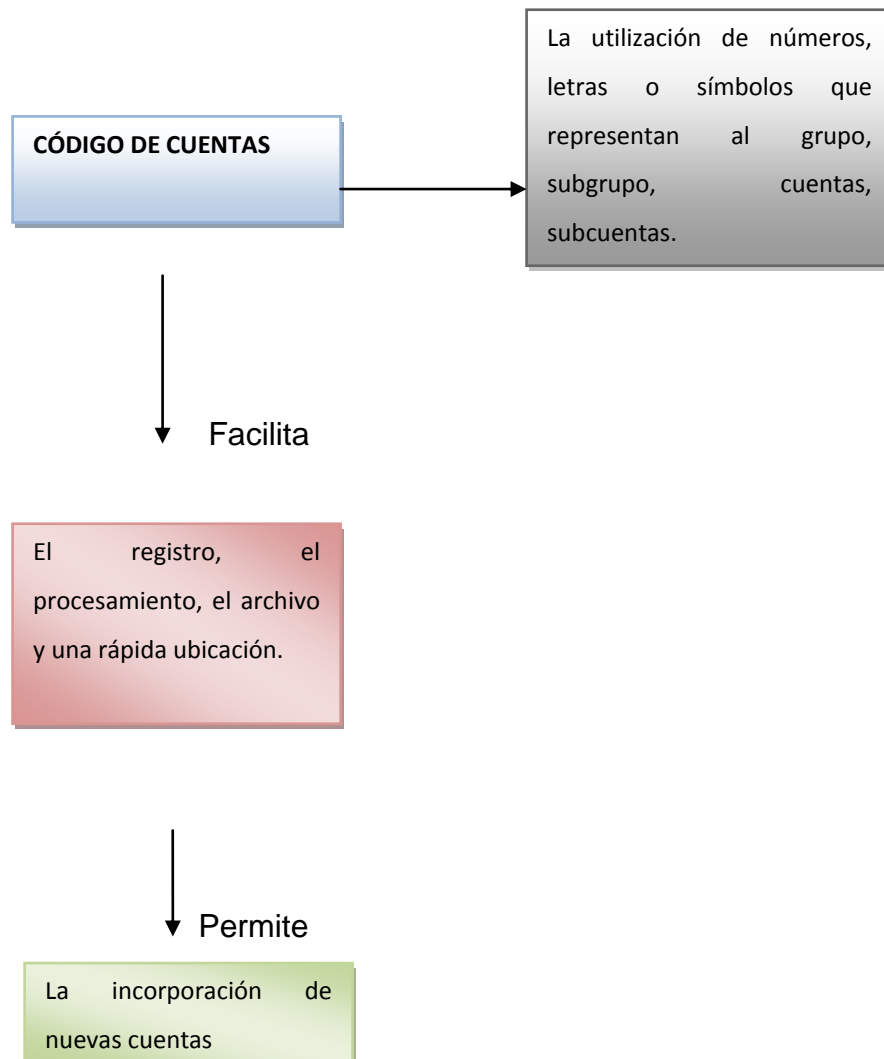 CÓDIGO DE CUENTAS
La utilización de números,
letras o símbolos que
representan al grupo,
subgrupo, cuentas,
subcuentas.
Facilita
El registro, el
procesamiento, el archivo
y una rápida ubicación.
Permite
La incorporación de
nuevas cuentas